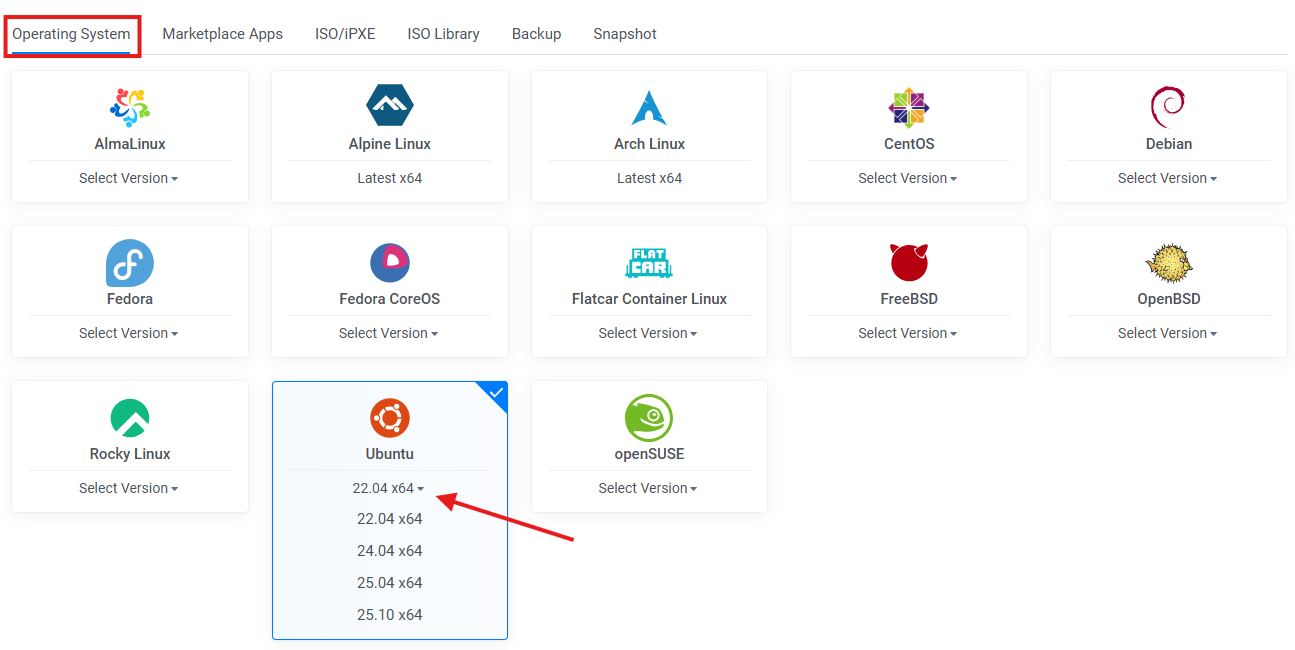 Operating System Marketplace Apps ISO/iPXE ISO Library Backup Snapshot
AlmaLinux
Select Version
Alpine Linux
Latest x64
Arch Linux
Latest x64
CentOS
Select Version
Debian
Select Version
Fedora
Select Version
Fedora CoreOS
Select Version
FLAT
CAR
Flatcar Container Linux
Select Version
FreeBSD
Select Version
OpenBSD
Select Version
Rocky Linux
Select Version
Ubuntu
22.04 x64
22.04 x64
24.04 x64
25.04 x64
25.10 x64
openSUSE
Select Version